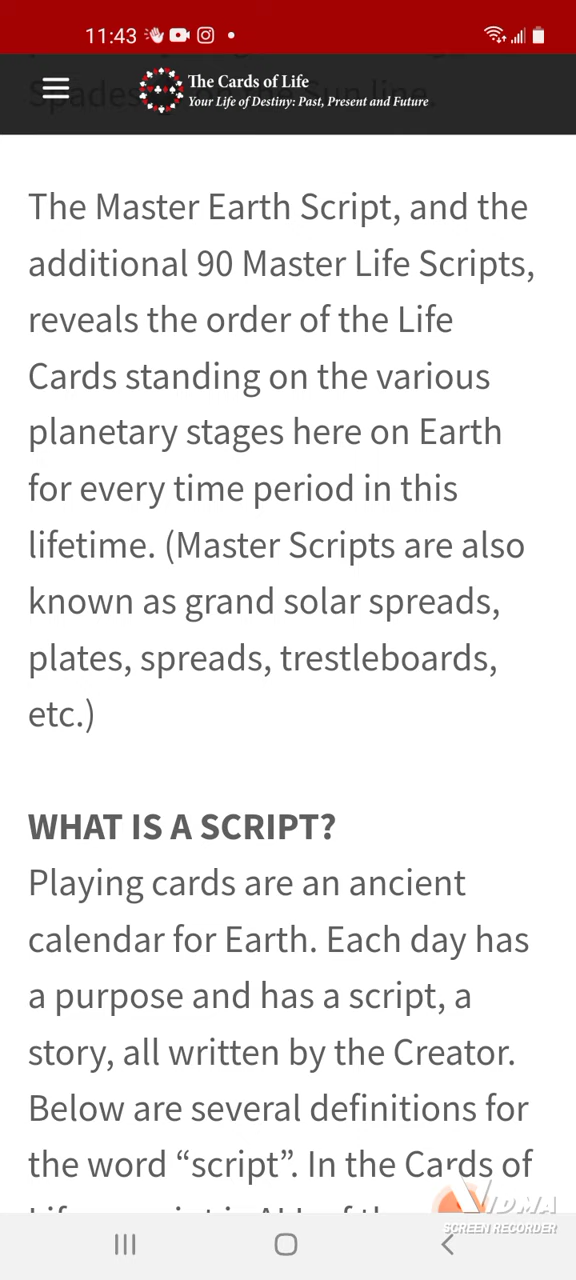 11:43
Spades
Sun line.
The Cards of Life
Your Life of Destiny: Past, Present and Future
The Master Earth Script, and the
additional 90 Master Life Scripts,
reveals the order of the Life
Cards standing on the various
planetary stages here on Earth
for every time period in this
lifetime. (Master Scripts are also
known as grand solar spreads,
plates, spreads, trestleboards,
etc.)
WHAT IS A SCRIPT?
Playing cards are an ancient
calendar for Earth. Each day has
a purpose and has a script, a
story, all written by the Creator.
Below are several definitions for
the word “script”. In the Cards of
VIDMA
SCREEN RECORDER